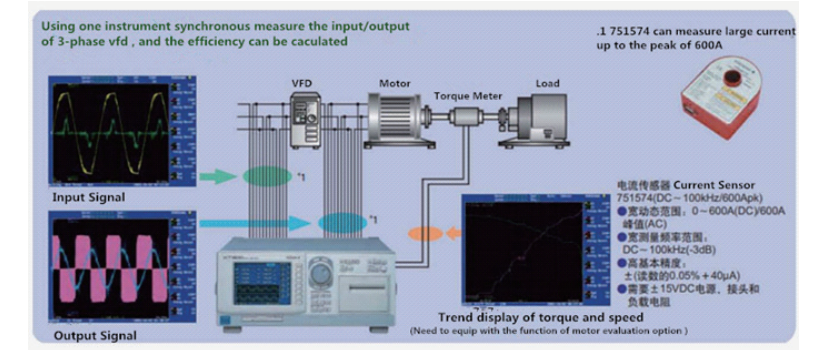 Using one instrument synchronous measure the input/output
of 3-phase vfd , and the efficiency can be caculated
.1 751574 can measure large current
up to the peak of 600A
VFD
Motor
Torque Meter
Load
*1
Input Signal
*1
Output Signal
电流传感器 Current Sensor
751574(DC～100kHz/600Apk)
●宽动态范围：0～600A(DC)/600A
峰值(AC)
●宽测量频率范围：
DC～100kHz(-3dB)
●高基本精度：
±(读数的0.05%＋40μA)
●需要±15VDC电源，接头和
负载电阻
Trend display of torque and speed
(Need to equip with the function of motor evaluation option )